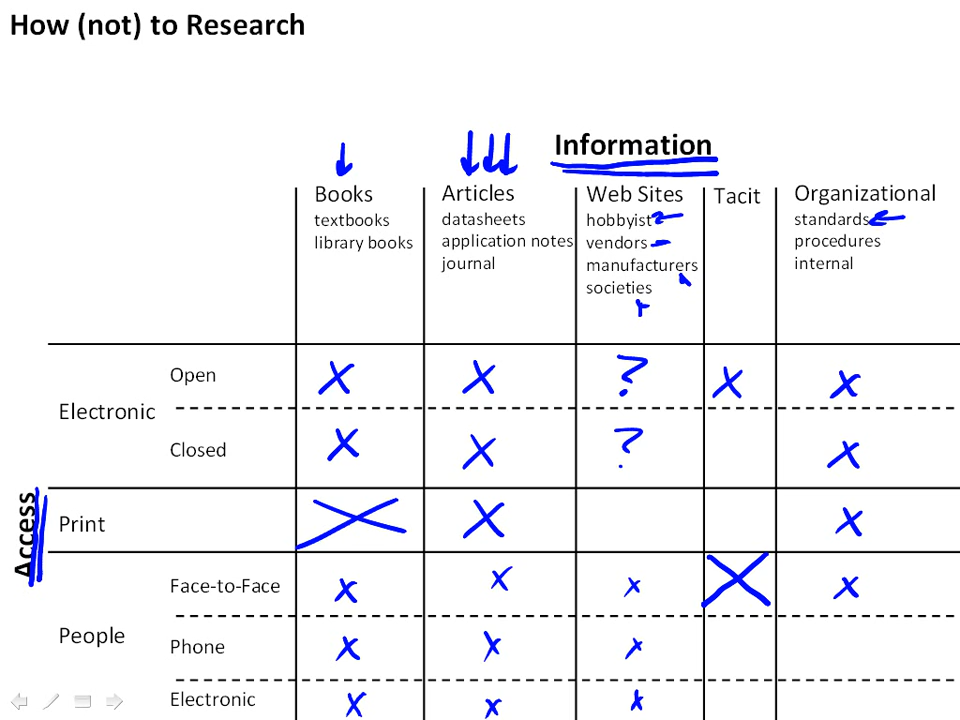 How (not) to Research
Information
Books
textbooks
library books
Articles
datasheets
application notes
journal
Web Sites
hobbyist
vendors
manufacturers
societies
Tacit
Organizational
standards
procedures
internal
Access
Electronic
Open
X X ? X X
Closed
X X ? X
Print
X X X
People
Face-to-Face
X X X X X
Phone
X X X
Electronic
X X X